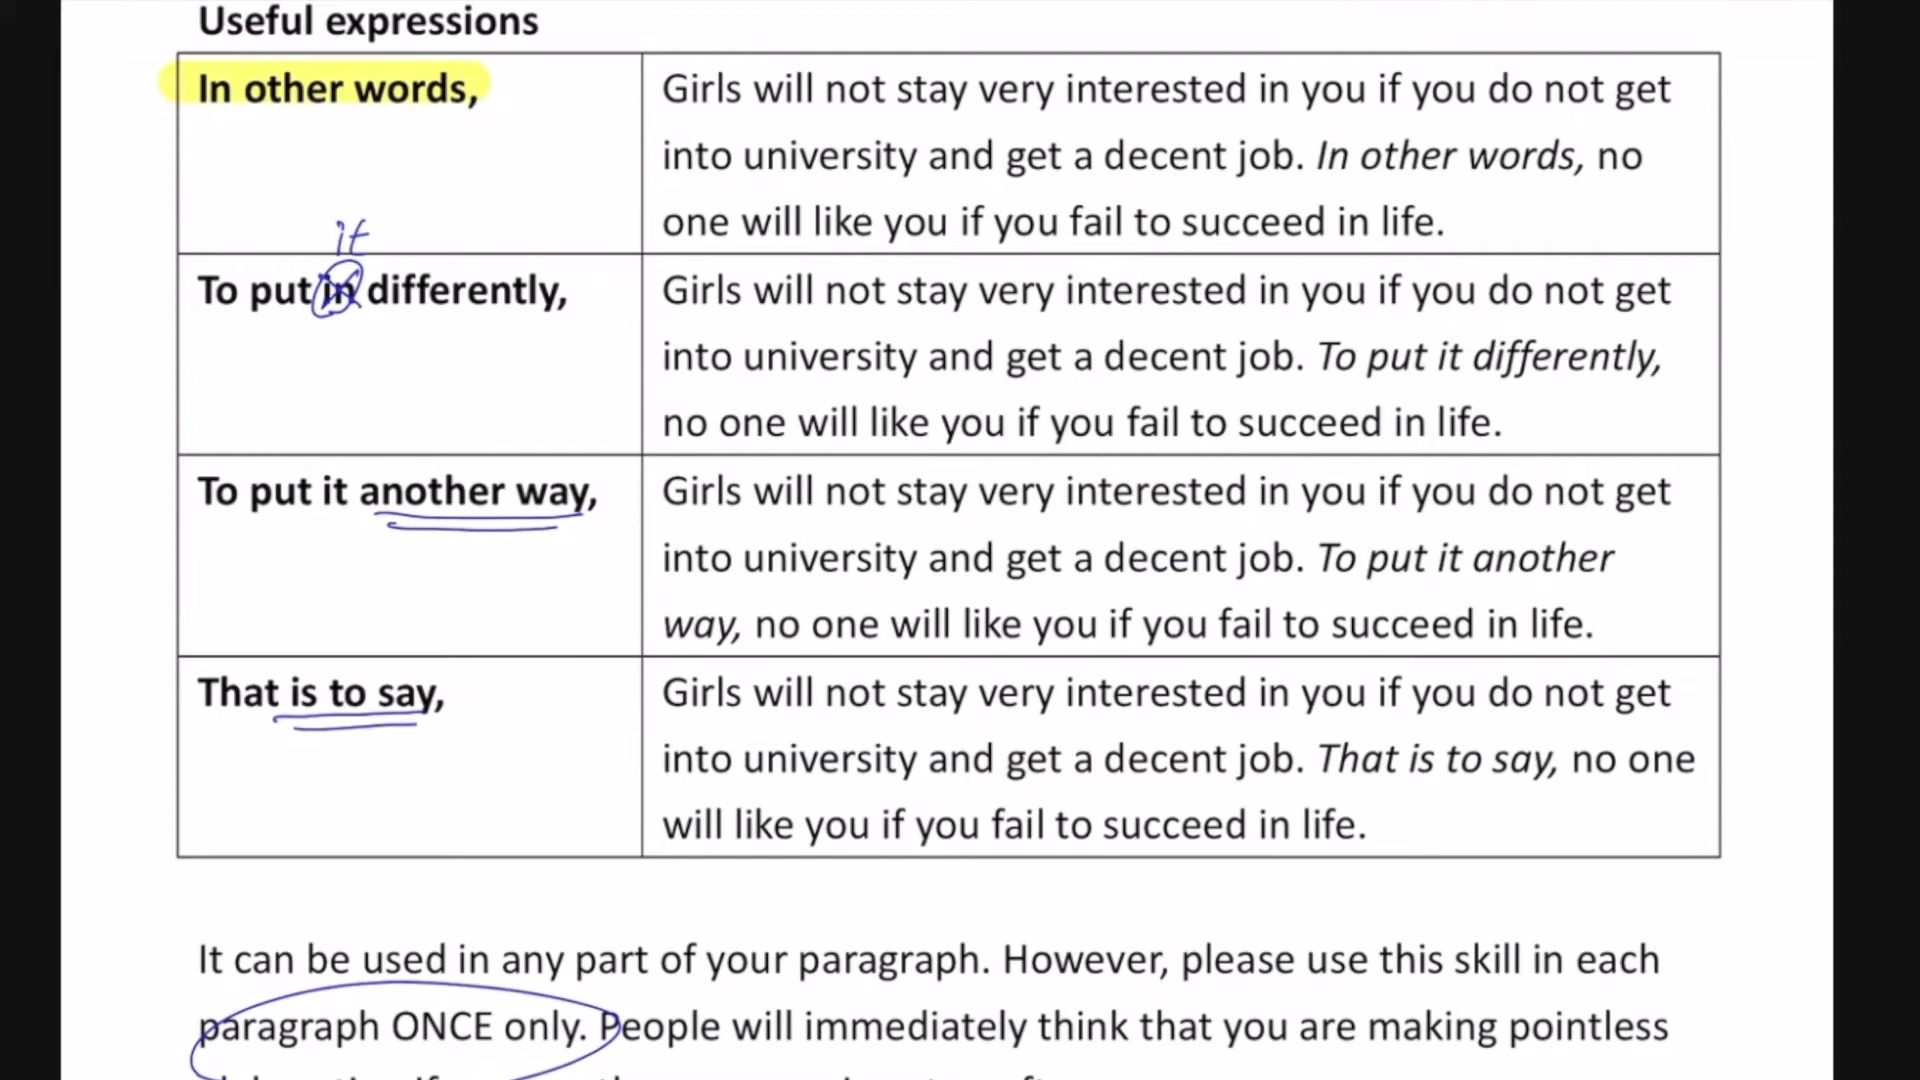 Useful expressions
In other words,
Girls will not stay very interested in you if you do not get
into university and get a decent job. In other words, no
one will like you if you fail to succeed in life.
it
To put in differently,
Girls will not stay very interested in you if you do not get
into university and get a decent job. To put it differently,
no one will like you if you fail to succeed in life.
To put it another way,
Girls will not stay very interested in you if you do not get
into university and get a decent job. To put it another
way, no one will like you if you fail to succeed in life.
That is to say,
Girls will not stay very interested in you if you do not get
into university and get a decent job. That is to say, no one
will like you if you fail to succeed in life.
It can be used in any part of your paragraph. However, please use this skill in each
paragraph ONCE only. People will immediately think that you are making pointless